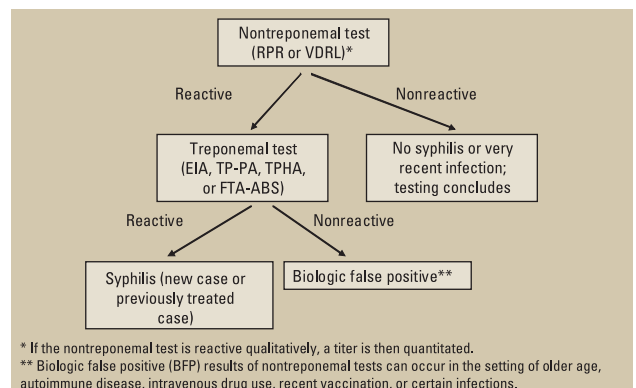 Nontreponemal test
(RPR or VDRL)*
Reactive
Nonreactive
Treponemal test
(EIA, TP-PA, TPHA,
or FTA-ABS)
No syphilis or very
recent infection;
testing concludes
Reactive
Nonreactive
Syphilis (new case or
previously treated
case)
Biologic false positive**
* If the nontreponemal test is reactive qualitatively, a titer is then quantitated.
** Biologic false positive (BFP) results of nontreponemal tests can occur in the setting of older age,
autoimmune disease, intravenous drug use, recent vaccination, or certain infections.